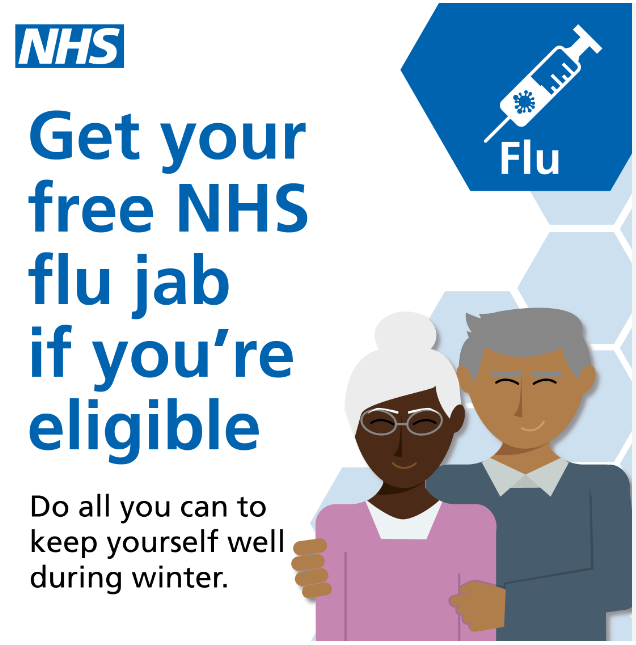 NHS
Flu
Get your
free NHS
flu jab
if you’re
eligible
Do all you can to
keep yourself well
during winter.